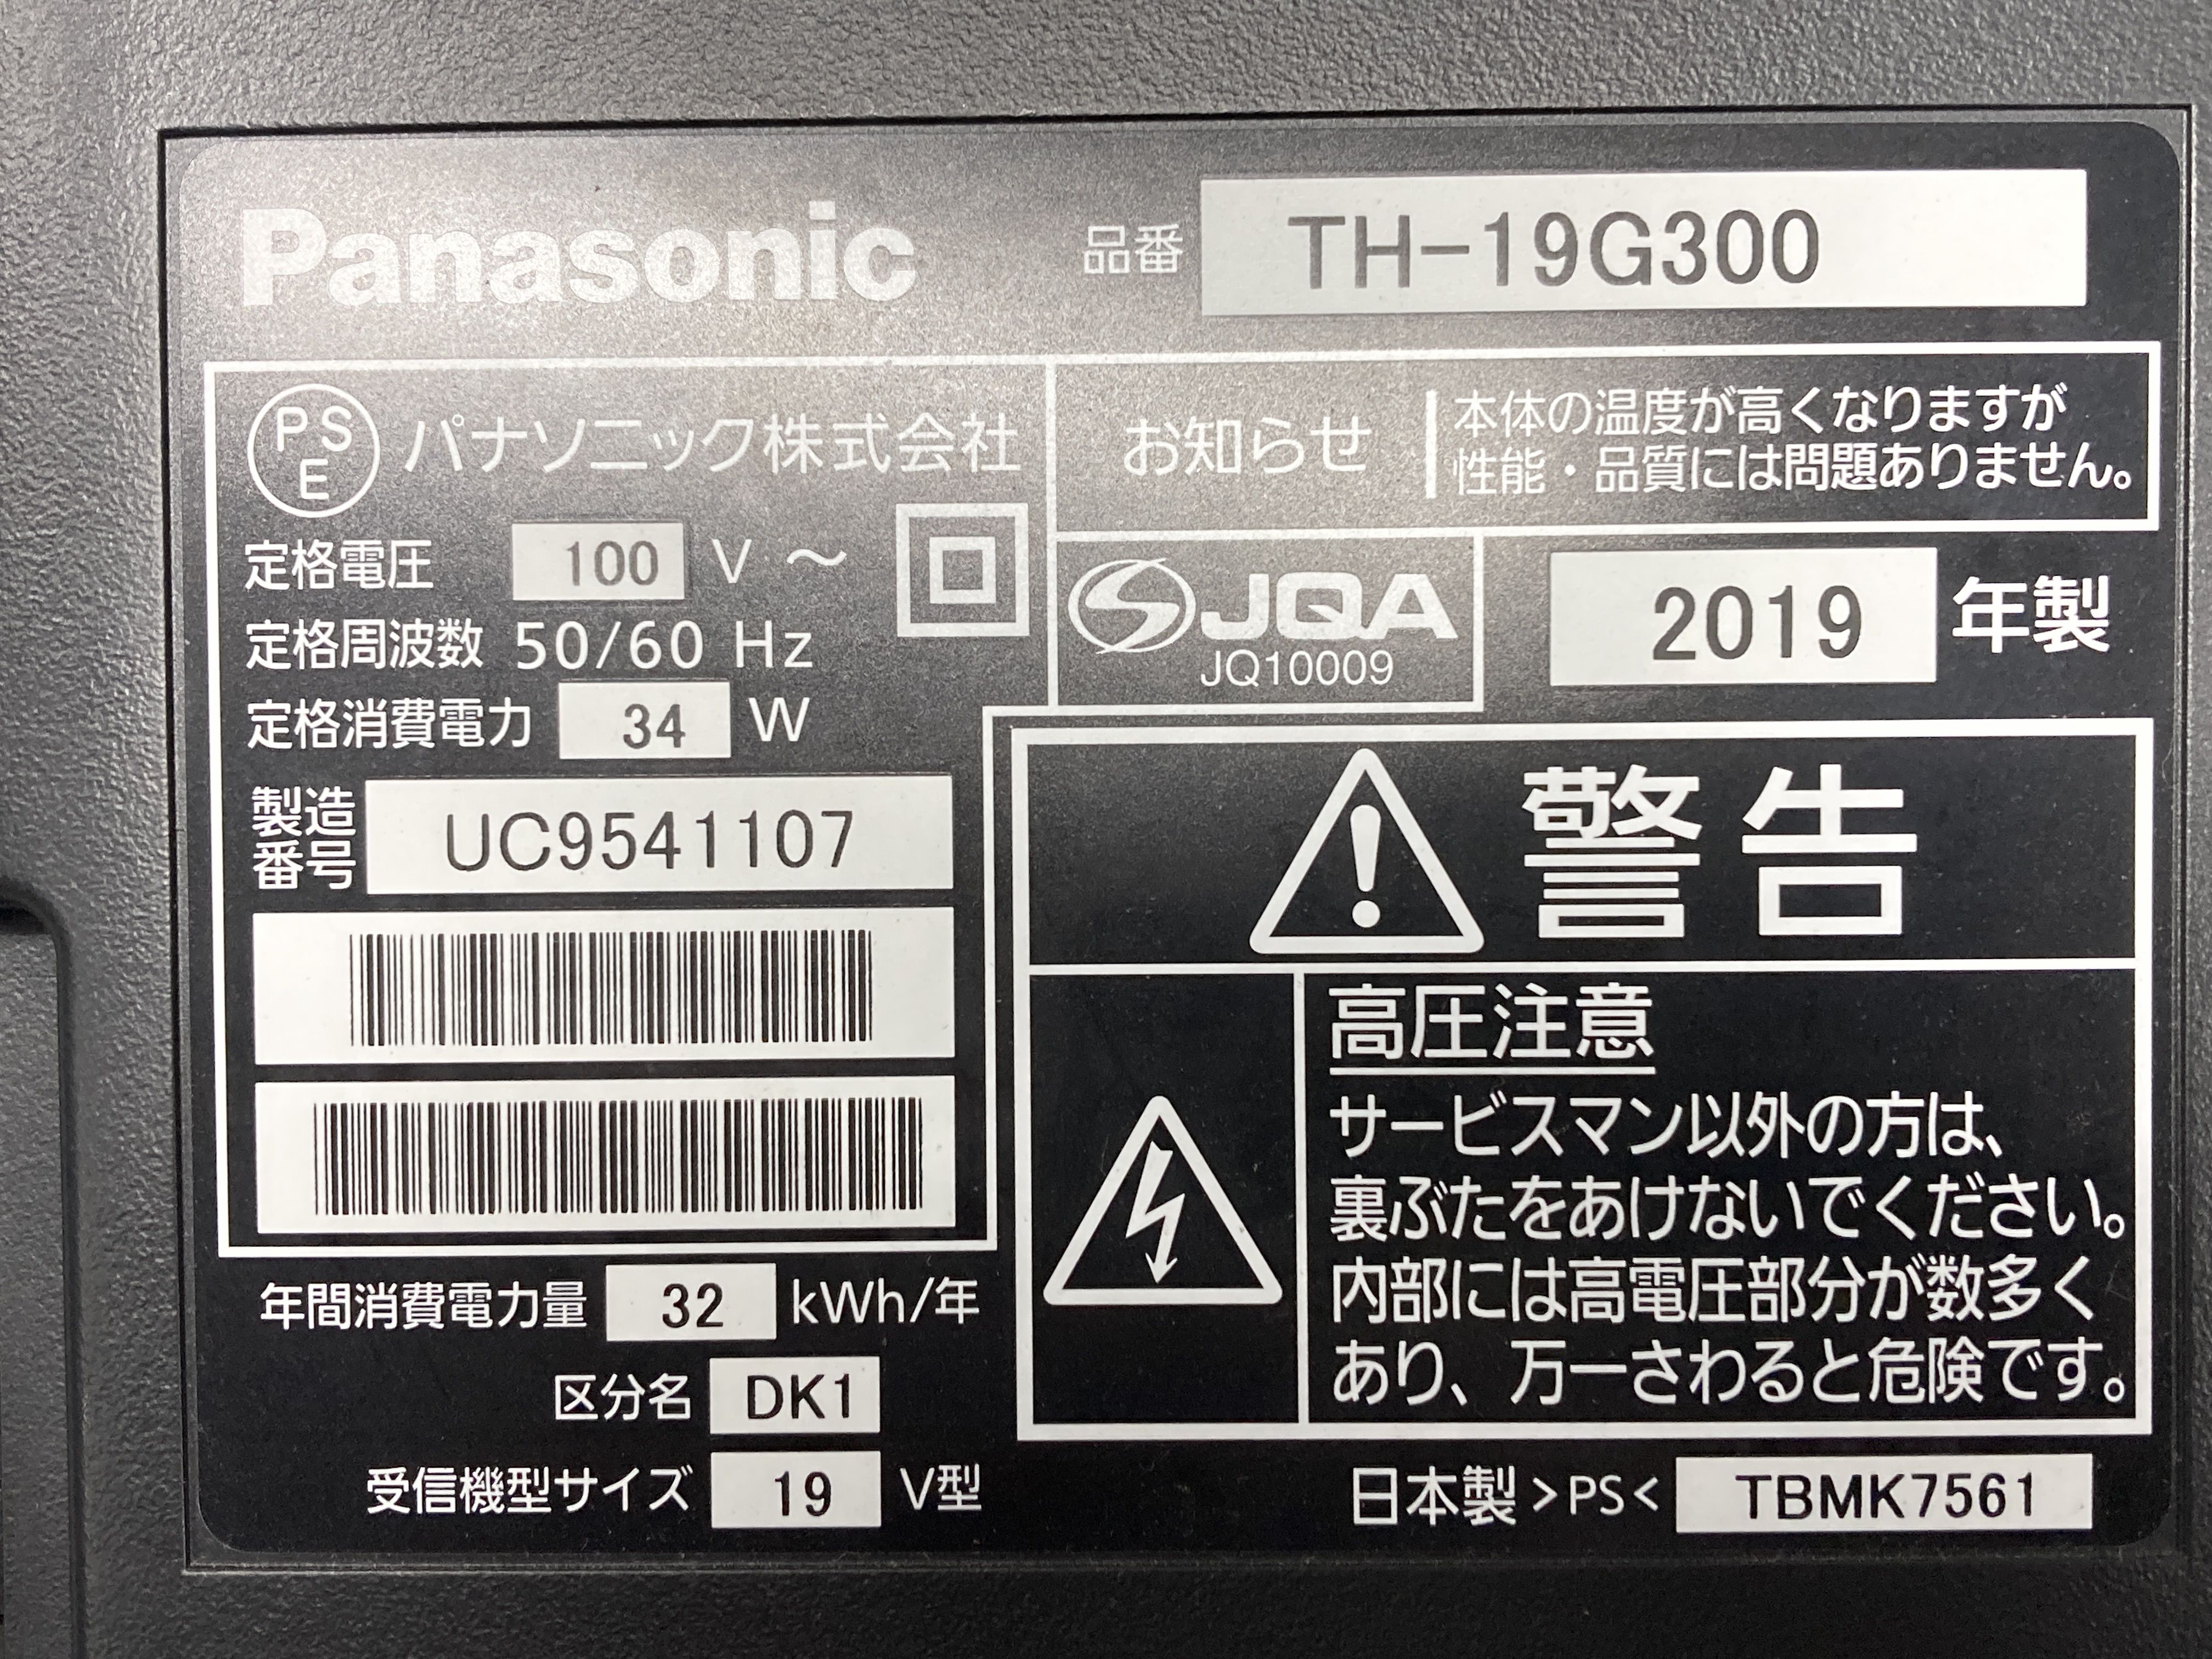 Panasonic 品番 TH-19G300
PSE パナソニック株式会社
定格電圧 100 V ～
定格周波数 50/60 Hz
定格消費電力 34 W
製造番号 UC9541107
年間消費電力量 32 kWh/年
区分名 DK1
受信機型サイズ 19 V型
お知らせ
本体の温度が高くなりますが
性能・品質には問題ありません。
JQA
JQ10009
2019 年製
警告
高圧注意
サービスマン以外の方は、
裏ぶたをあけないでください。
内部には高電圧部分が数多く
あり、万一さわると危険です。
日本製 >PS< TBMK7561